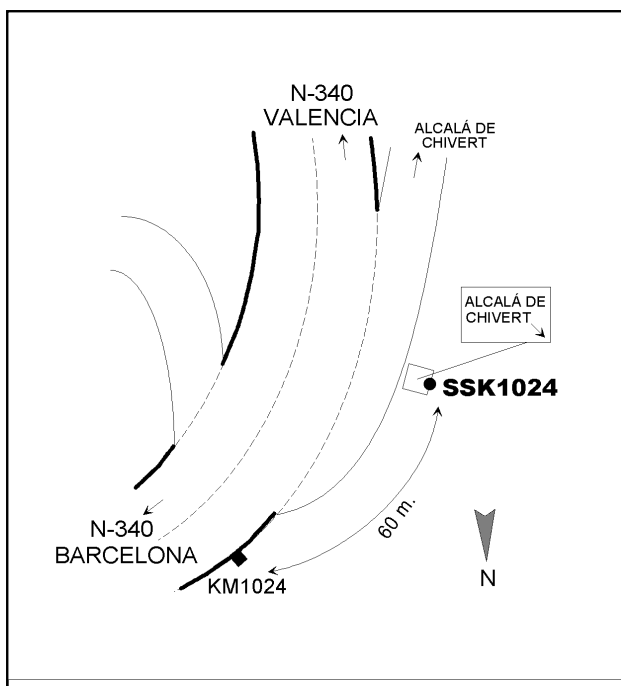 N-340
VALENCIA
ALCALÁ DE
CHIVERT
ALCALÁ DE
CHIVERT
SSK1024
60 m.
N-340
BARCELONA
KM1024
N